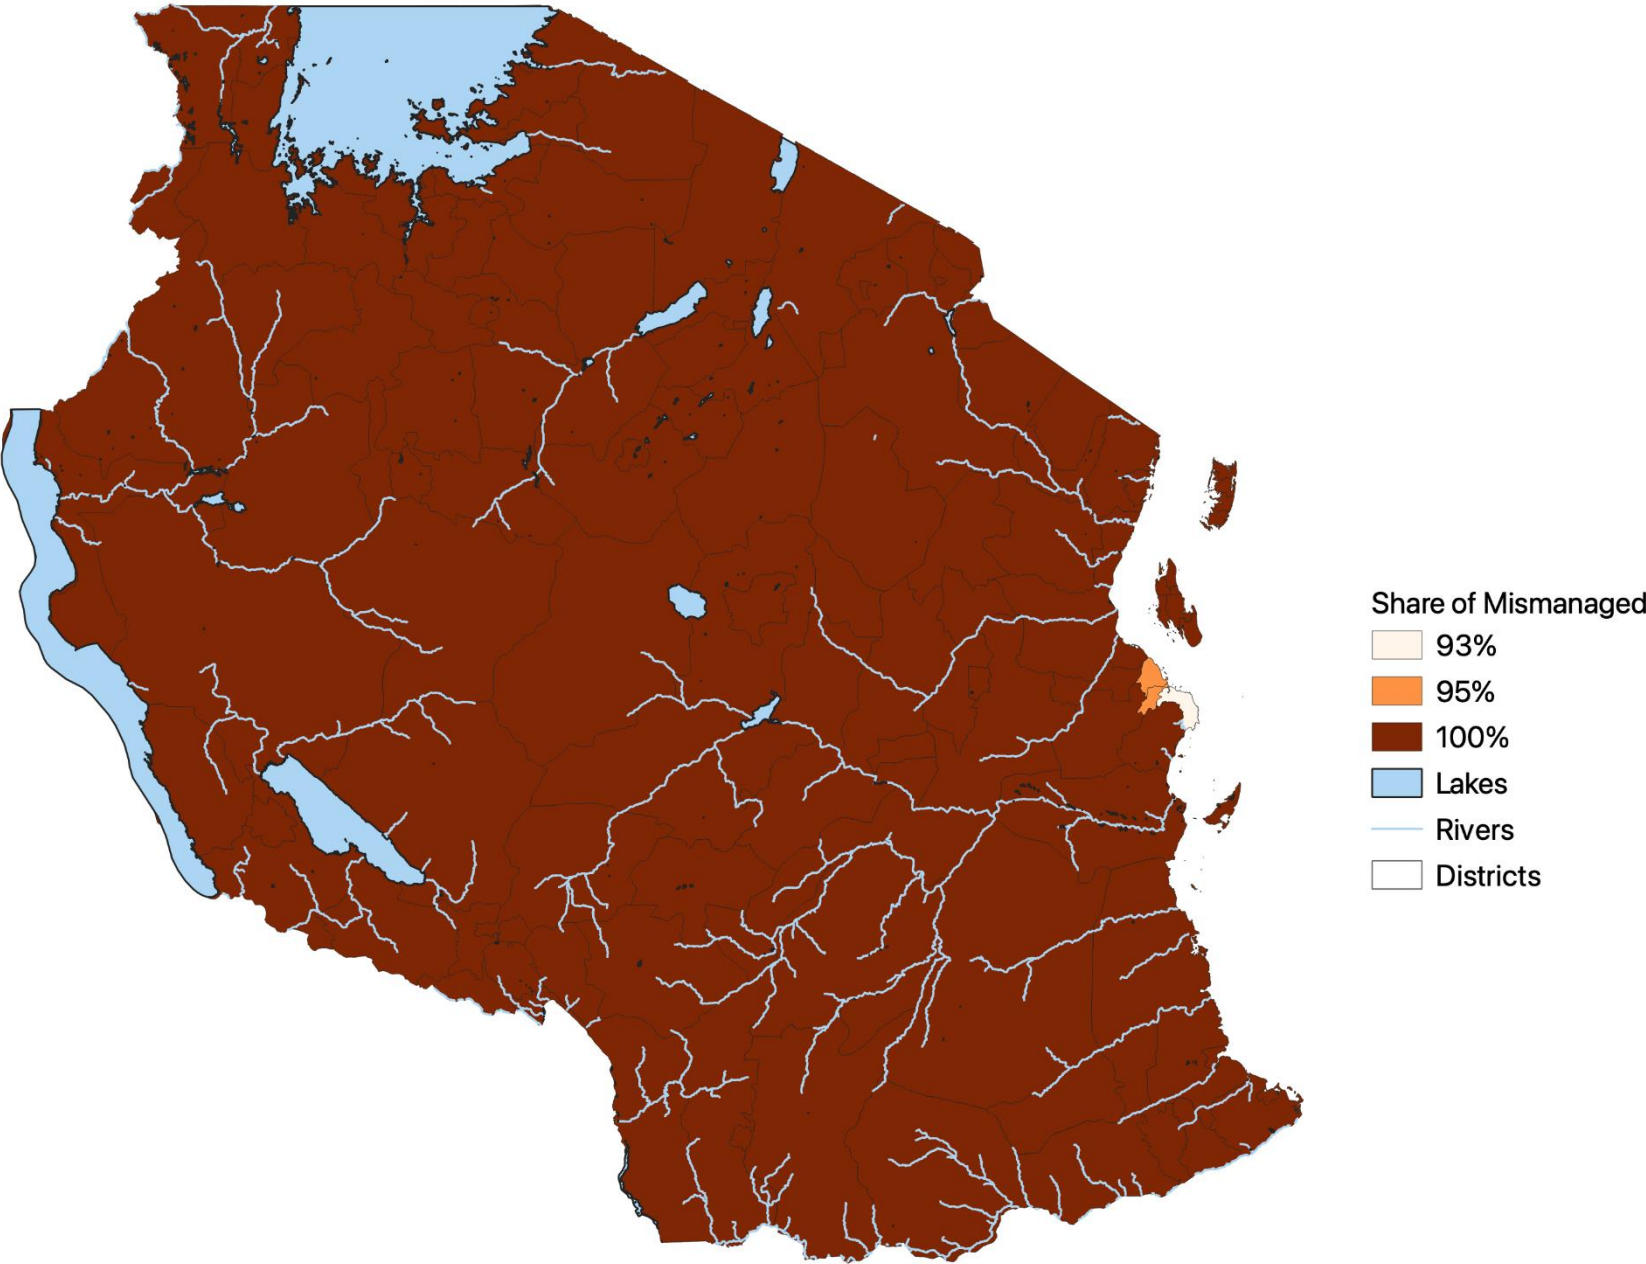 Share of Mismanaged
93%
95%
100%
Lakes
Rivers
Districts